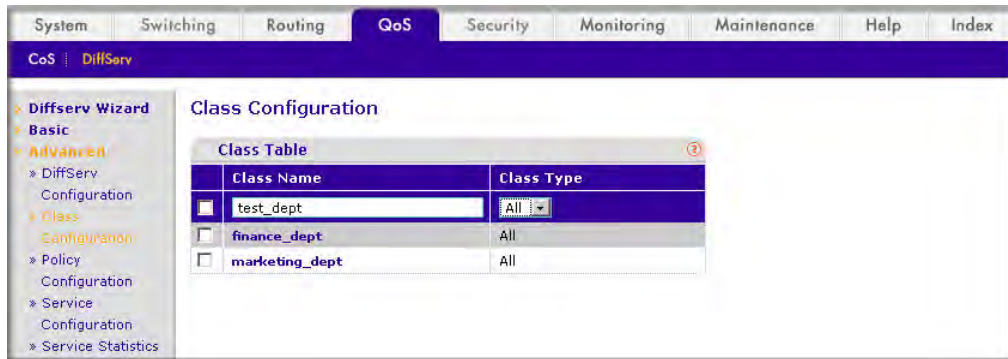 System Switching Routing QoS Security Monitoring Maintenance Help Index
CoS DiffServ
Diffserv Wizard
Basic
Advanced
» DiffServ
Configuration
» Class
Configuration
» Policy
Configuration
» Service
Configuration
» Service Statistics
Class Configuration
Class Table ?
Class Name Class Type
test_dept All
finance_dept All
marketing_dept All